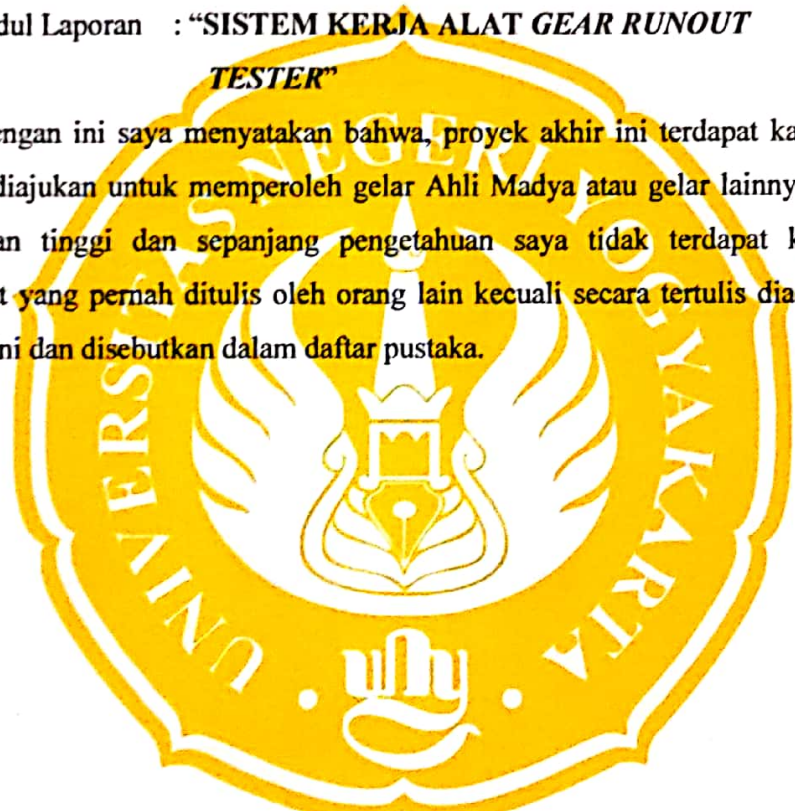 dul Laporan : “SISTEM KERJA ALAT GEAR RUNOUT
TESTER”
engan ini saya menyatakan bahwa, proyek akhir ini terdapat ka
diajukan untuk memperoleh gelar Ahli Madya atau gelar lainny
an tinggi dan sepanjang pengetahuan saya tidak terdapat k
t yang pernah ditulis oleh orang lain kecuali secara tertulis dia
ni dan disebutkan dalam daftar pustaka.
UNIVERSITAS NEGERI YOGYAKARTA
uny